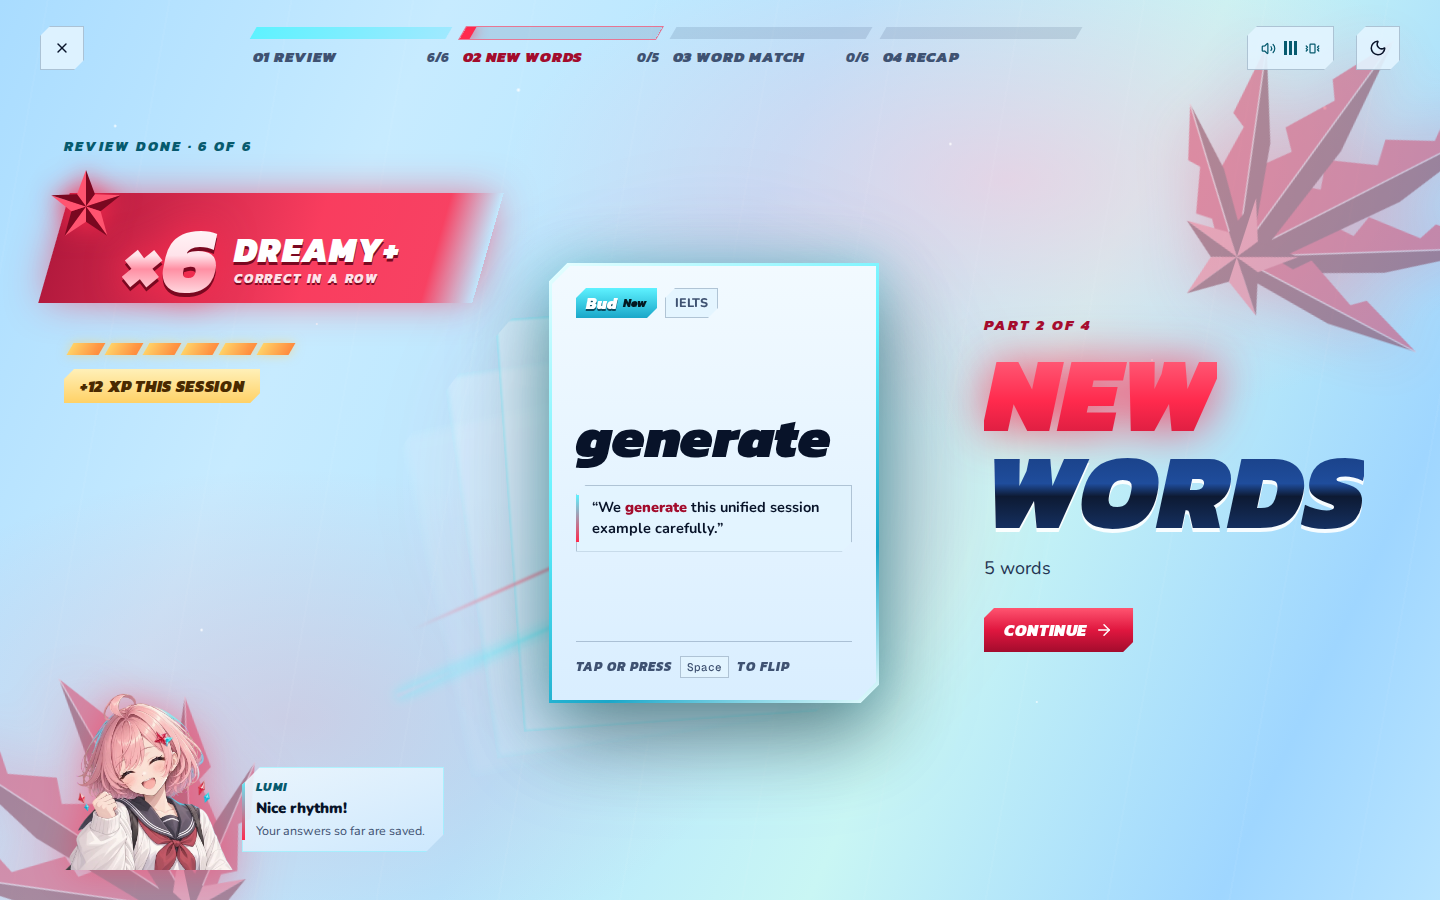 01 REVIEW 6/6
02 NEW WORDS 0/5
03 WORD MATCH 0/6
04 RECAP
REVIEW DONE · 6 OF 6
×6 DREAMY+
CORRECT IN A ROW
+12 XP THIS SESSION
Bud New IELTS
generate
“We generate this unified session
example carefully.”
TAP OR PRESS Space TO FLIP
PART 2 OF 4
NEW
WORDS
5 words
CONTINUE
LUMI
Nice rhythm!
Your answers so far are saved.